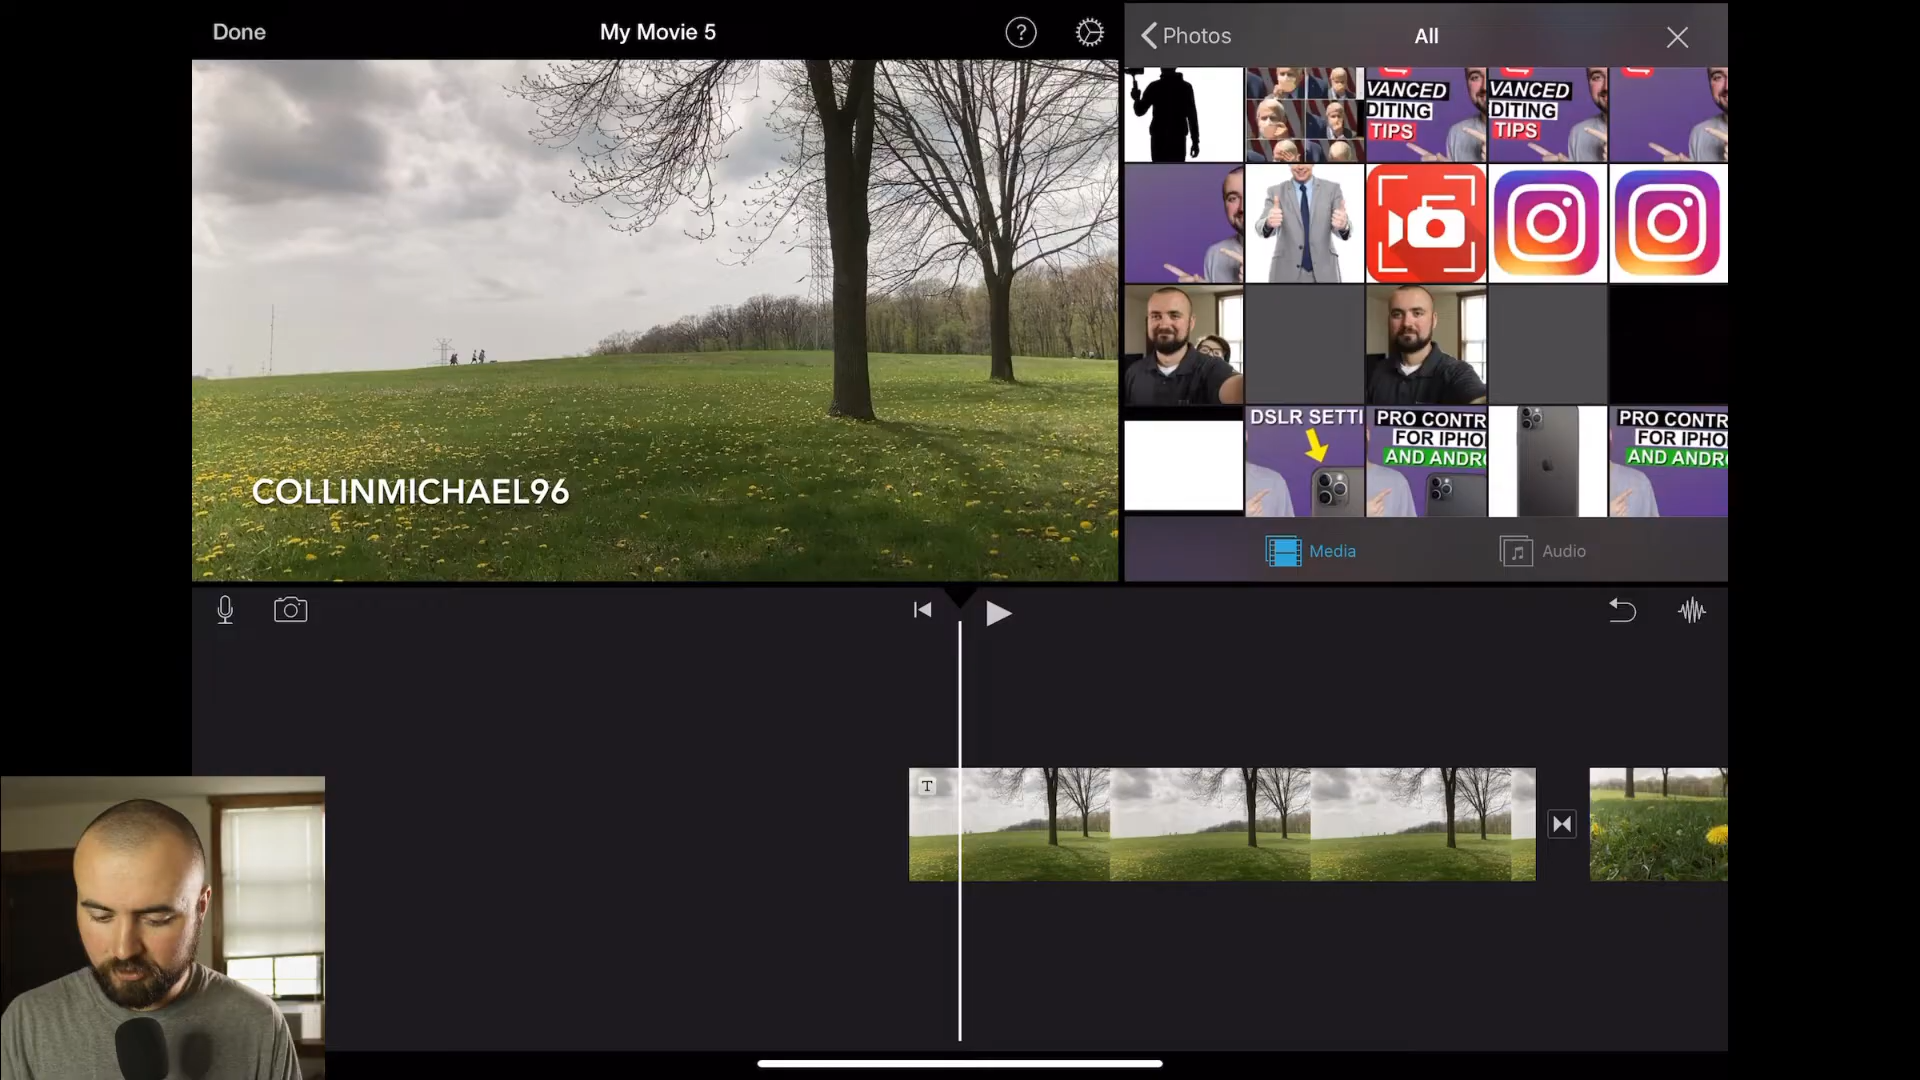 Done
My Movie 5
?
Photos
All
VANCED
DITING
TIPS
VANCED
DITING
TIPS
DSLR SETTI
PRO CONTR
FOR IPHO
AND ANDR
PRO CONTR
FOR IPHO
AND ANDR
COLLINMICHAEL96
Media
Audio
T